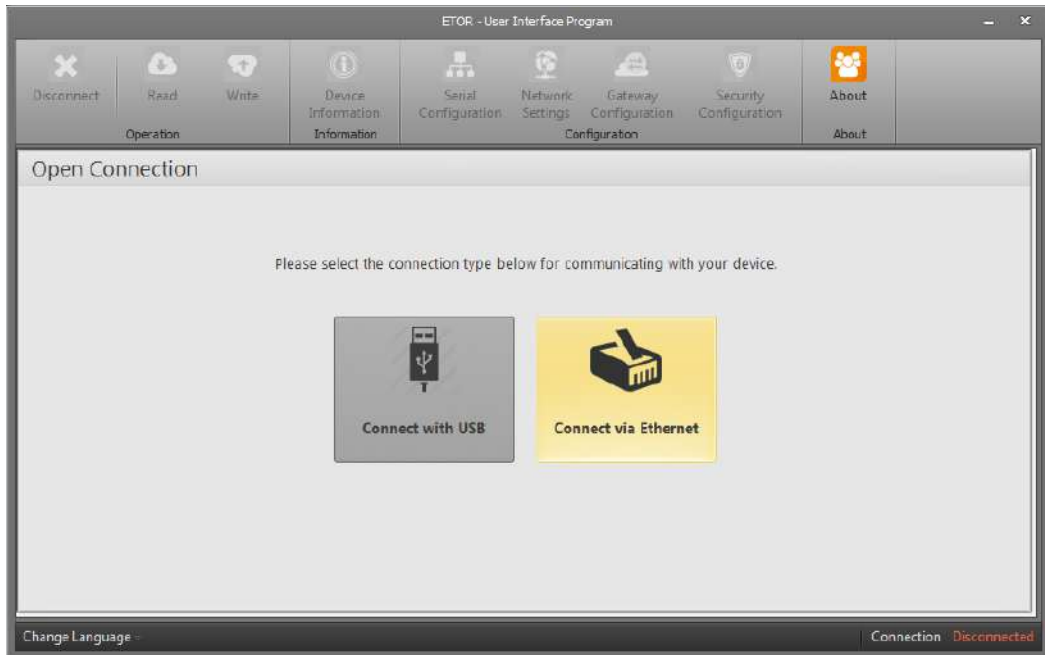 ETOR - User Interface Program
Disconnect
Read
Write
Operation
Device
Information
Information
Serial
Configuration
Network
Settings
Gateway
Configuration
Security
Configuration
Configuration
About
About
Open Connection
Please select the connection type below for communicating with your device.
Connect with USB
Connect via Ethernet
Change Language
Connection Disconnected